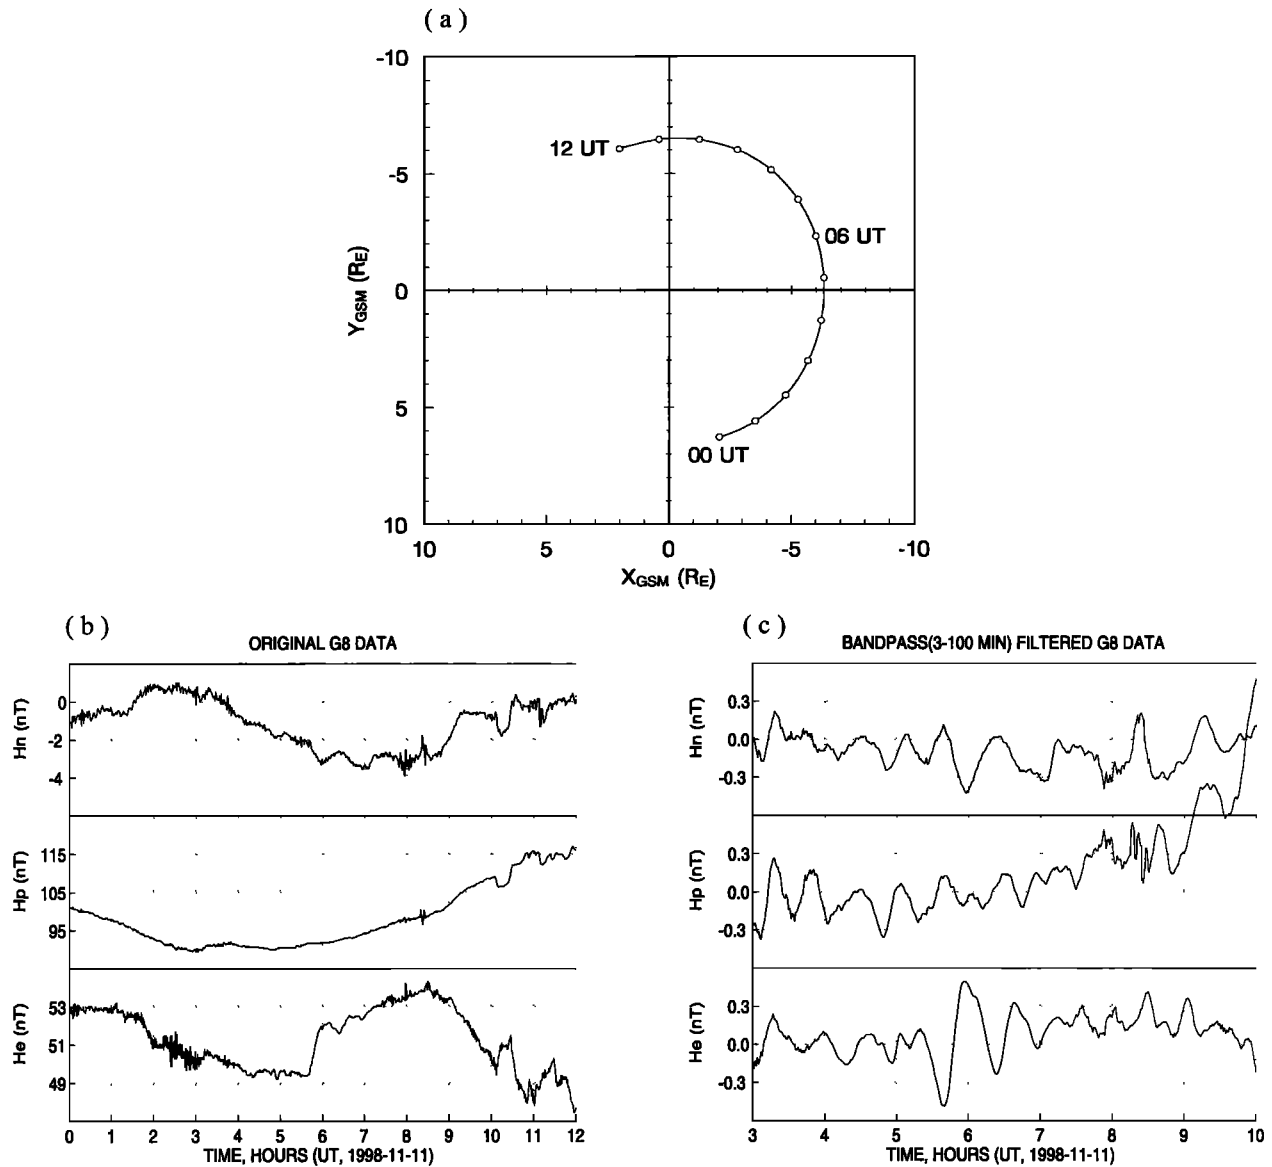 ( a )
-10
-5
0
5
10
12 UT
06 UT
00 UT
YGSM (RE)
10 5 0 -5 -10
XGSM (RE)
( b )
ORIGINAL G8 DATA
Hn (nT)
0
-2
-4
Hp (nT)
115
105
95
He (nT)
53
51
49
0 1 2 3 4 5 6 7 8 9 10 11 12
TIME, HOURS (UT, 1998-11-11)
( c )
BANDPASS(3-100 MIN) FILTERED G8 DATA
Hn (nT)
0.3
0.0
-0.3
Hp (nT)
0.3
0.0
-0.3
He (nT)
0.3
0.0
-0.3
3 4 5 6 7 8 9 10
TIME, HOURS (UT, 1998-11-11)